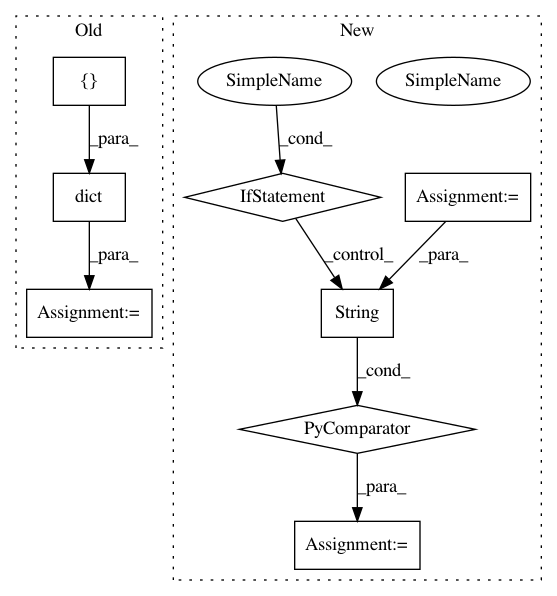 Old
New
{}
SimpleName
SimpleName
_para_
_cond_
dict
IfStatement
Assignment:=
_para_
_control_
_para_
Assignment:=
String
_cond_
PyComparator
_para_
Assignment:=